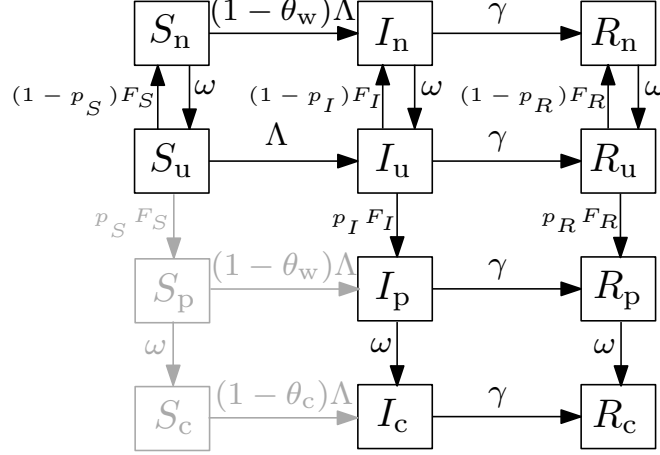 S_n (1 − θ_w)Λ I_n γ R_n
(1 − p_S)F_S ω (1 − p_I)F_I ω (1 − p_R)F_R ω
S_u Λ I_u γ R_u
p_S F_S p_I F_I p_R F_R
S_p (1 − θ_w)Λ I_p γ R_p
ω ω ω
S_c (1 − θ_c)Λ I_c γ R_c